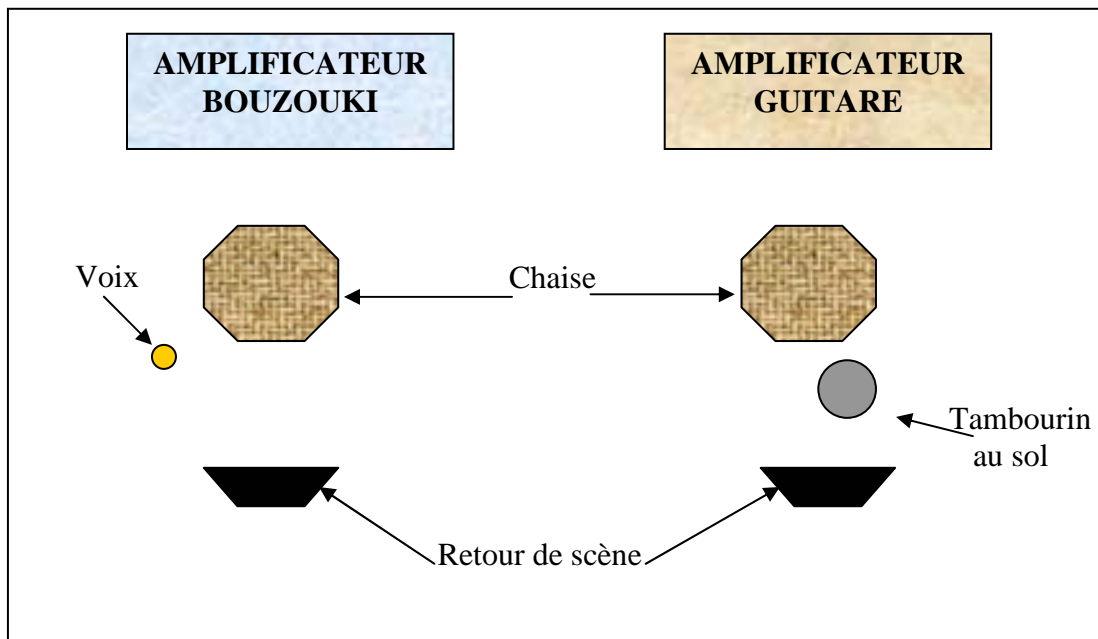 AMPLIFICATEUR
BOUZOUKI
AMPLIFICATEUR
GUITARE
Voix
Chaise
Tambourin
au sol
Retour de scène